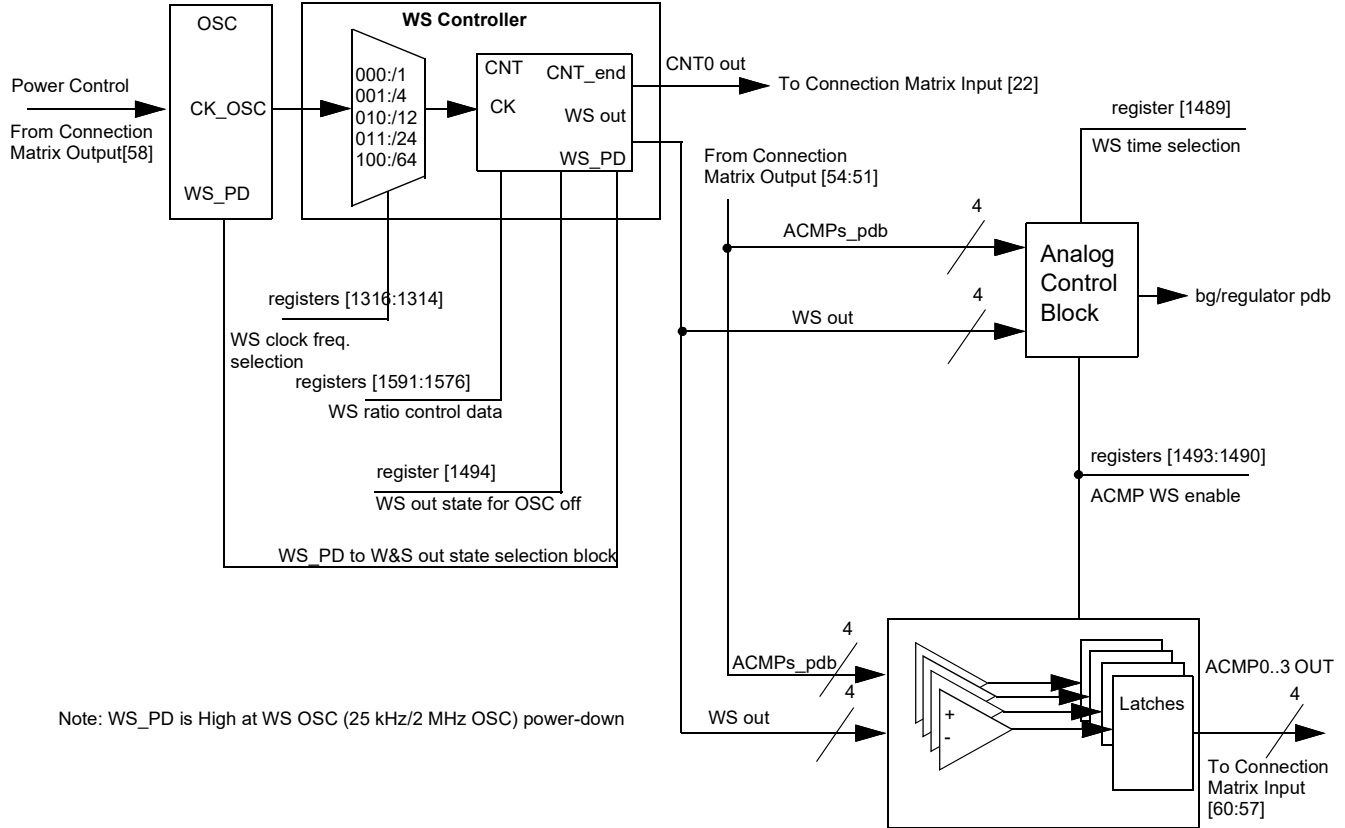 OSC
WS Controller
Power Control
From Connection
Matrix Output[58]
CK_OSC
WS_PD
000:/1
001:/4
010:/12
011:/24
100:/64
CNT
CNT_end
CK
WS out
WS_PD
CNT0 out
To Connection Matrix Input [22]
register [1489]
WS time selection
From Connection
Matrix Output [54:51]
4
ACMPs_pdb
4
WS out
Analog
Control
Block
bg/regulator pdb
registers [1316:1314]
WS clock freq.
selection
registers [1591:1576]
WS ratio control data
register [1494]
WS out state for OSC off
WS_PD to W&S out state selection block
registers [1493:1490]
ACMP WS enable
4
ACMPs_pdb
4
WS out
+
-
Latches
ACMP0..3 OUT
4
To Connection
Matrix Input
[60:57]
Note: WS_PD is High at WS OSC (25 kHz/2 MHz OSC) power-down